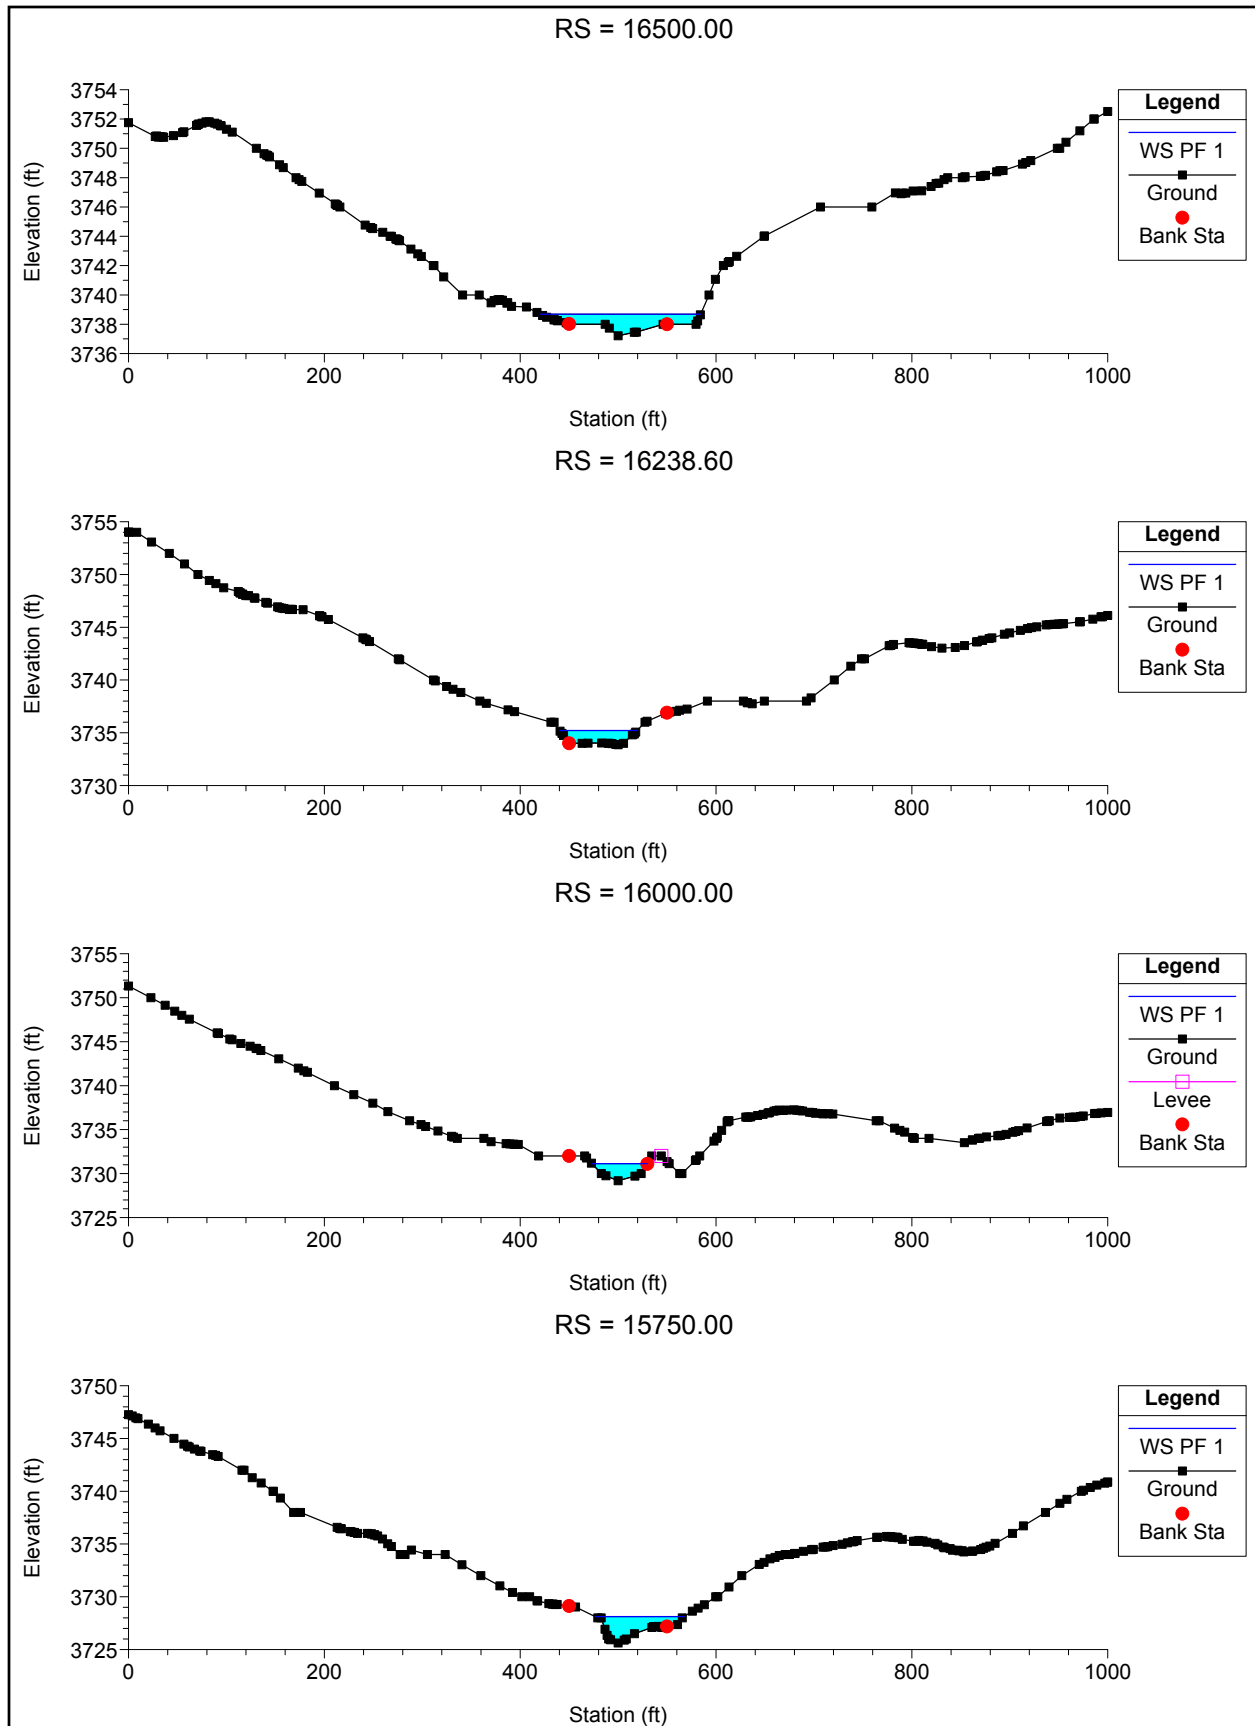 RS = 16500.00
3754
3752
3750
3748
3746
3744
3742
3740
3738
3736
Elevation (ft)
0 200 400 600 800 1000
Station (ft)
Legend
WS PF 1
Ground
Bank Sta
RS = 16238.60
3755
3750
3745
3740
3735
3730
Elevation (ft)
0 200 400 600 800 1000
Station (ft)
Legend
WS PF 1
Ground
Bank Sta
RS = 16000.00
3755
3750
3745
3740
3735
3730
3725
Elevation (ft)
0 200 400 600 800 1000
Station (ft)
Legend
WS PF 1
Ground
Levee
Bank Sta
RS = 15750.00
3750
3745
3740
3735
3730
3725
Elevation (ft)
0 200 400 600 800 1000
Station (ft)
Legend
WS PF 1
Ground
Bank Sta